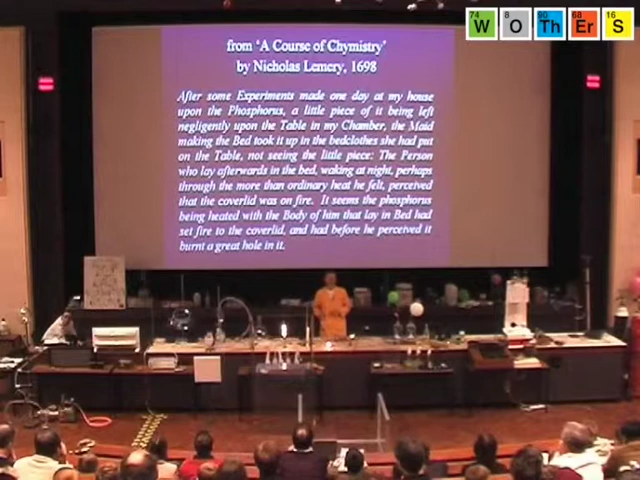 74 8 90 68 16
W O Th Er S
from 'A Course of Chymistry'
by Nicholas Lemery, 1698
After some Experiments made one day at my house
upon the Phosphorus, a little piece of it being left
negligently upon the Table in my Chamber, the Maid
making the Bed took it up in the bedclothes she had put
on the Table, not seeing the little piece: The Person
who lay afterwards in the bed, waking at night, perhaps
through the more than ordinary heat he felt, perceived
that the coverlid was on fire. It seems the phosphorus
being heated with the Body of him that lay in Bed had
set fire to the coverlid, and had before he perceived it
burnt a great hole in it.